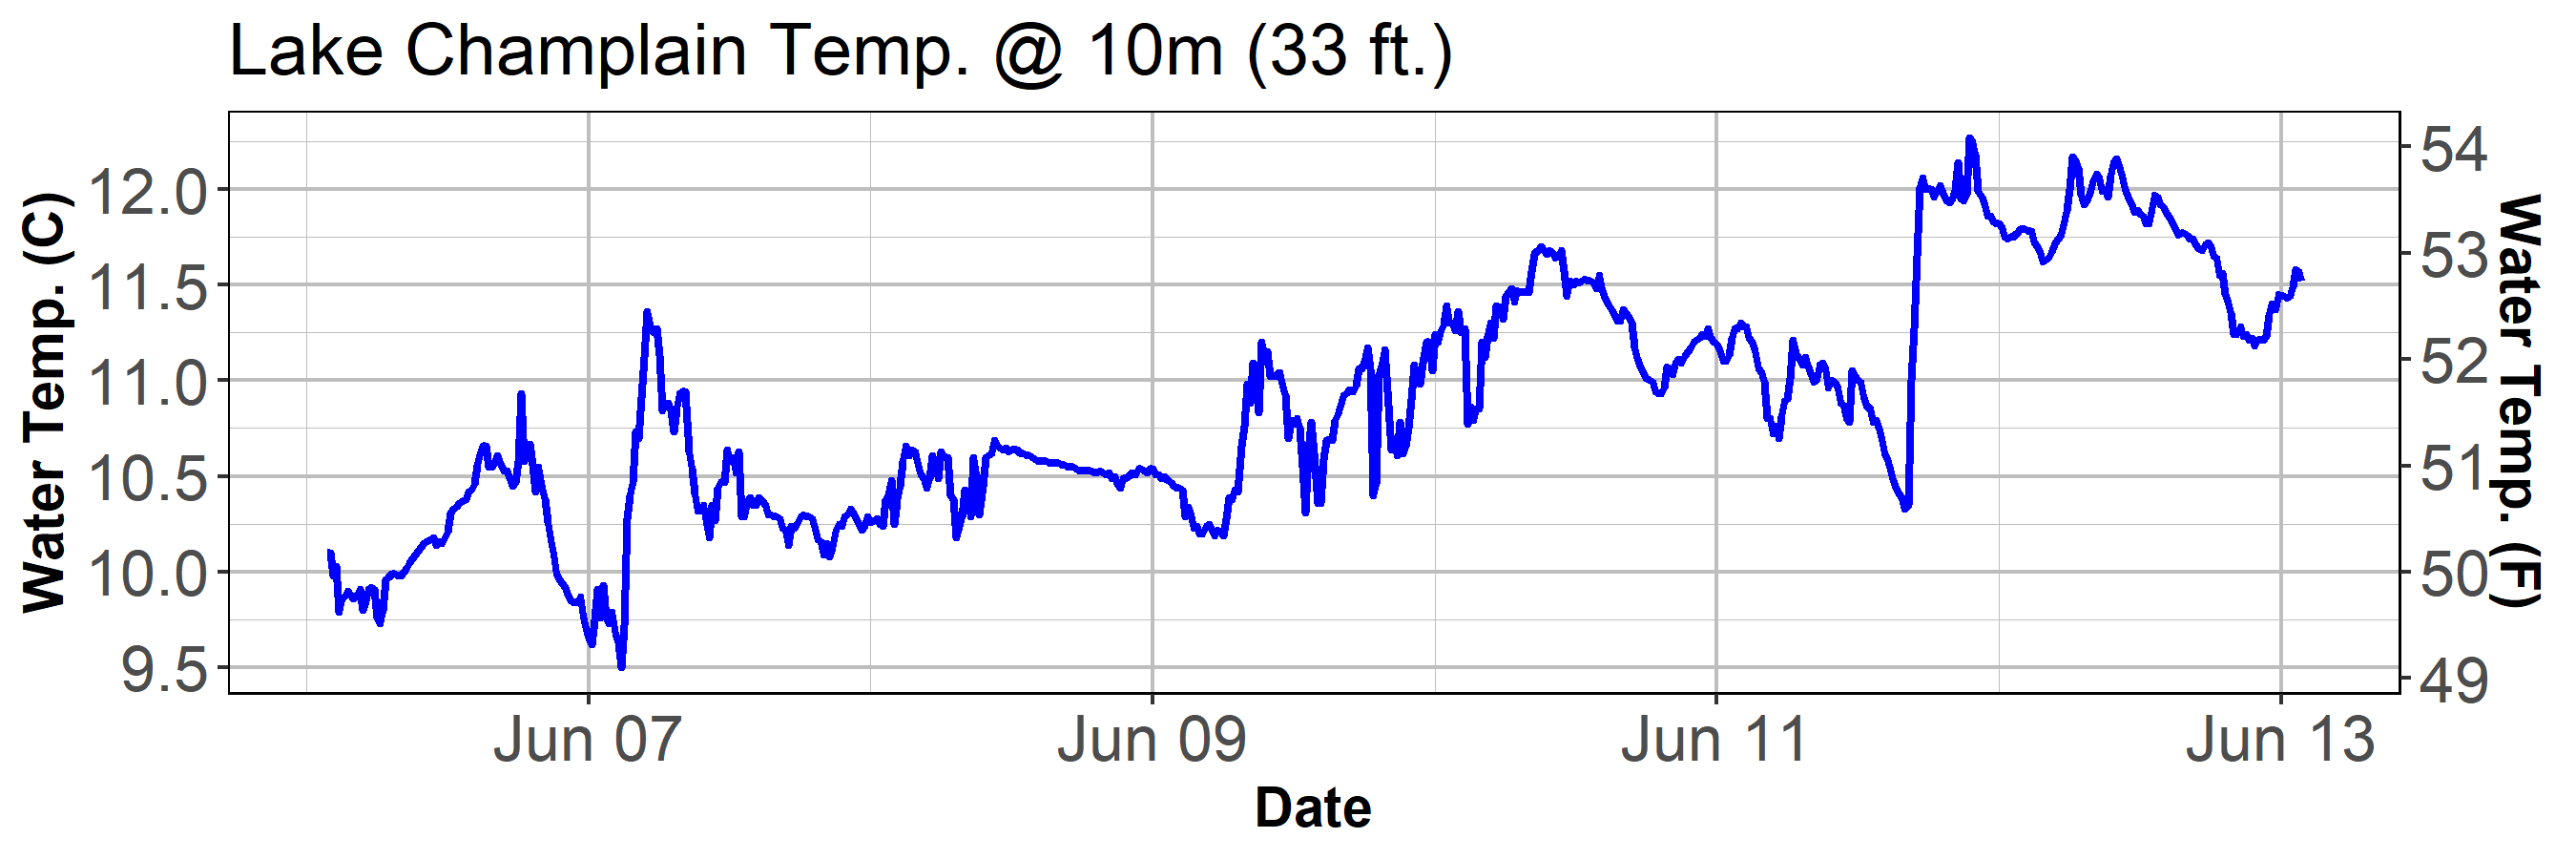 Lake Champlain Temp. @ 10m (33 ft.)
Water Temp. (C)
12.0
11.5
11.0
10.5
10.0
9.5
54
53
52
51
50
49
Water Temp. (F)
Jun 07
Jun 09
Jun 11
Jun 13
Date